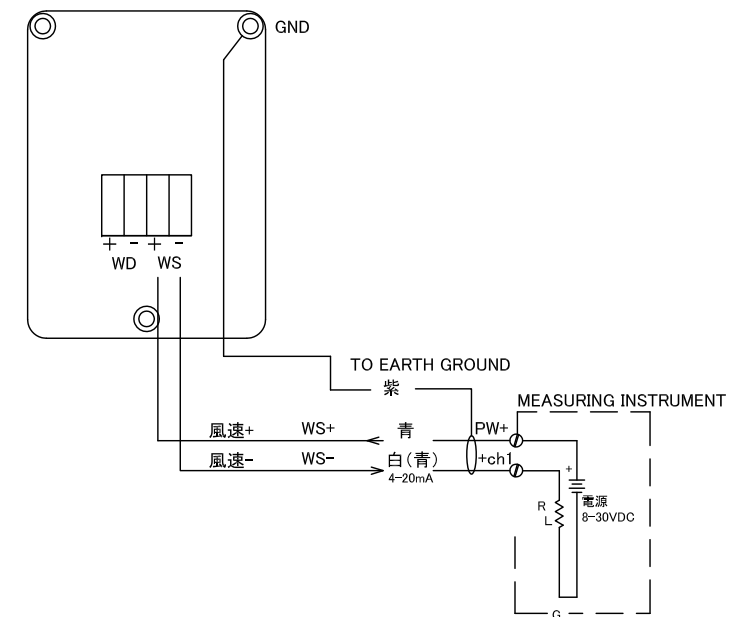 GND
+ - + -
WD WS
TO EARTH GROUND
紫
MEASURING INSTRUMENT
風速+ WS+ 青 PW+
風速- WS- 白(青) +ch1
4-20mA
+
R
L
電源
8-30VDC
G